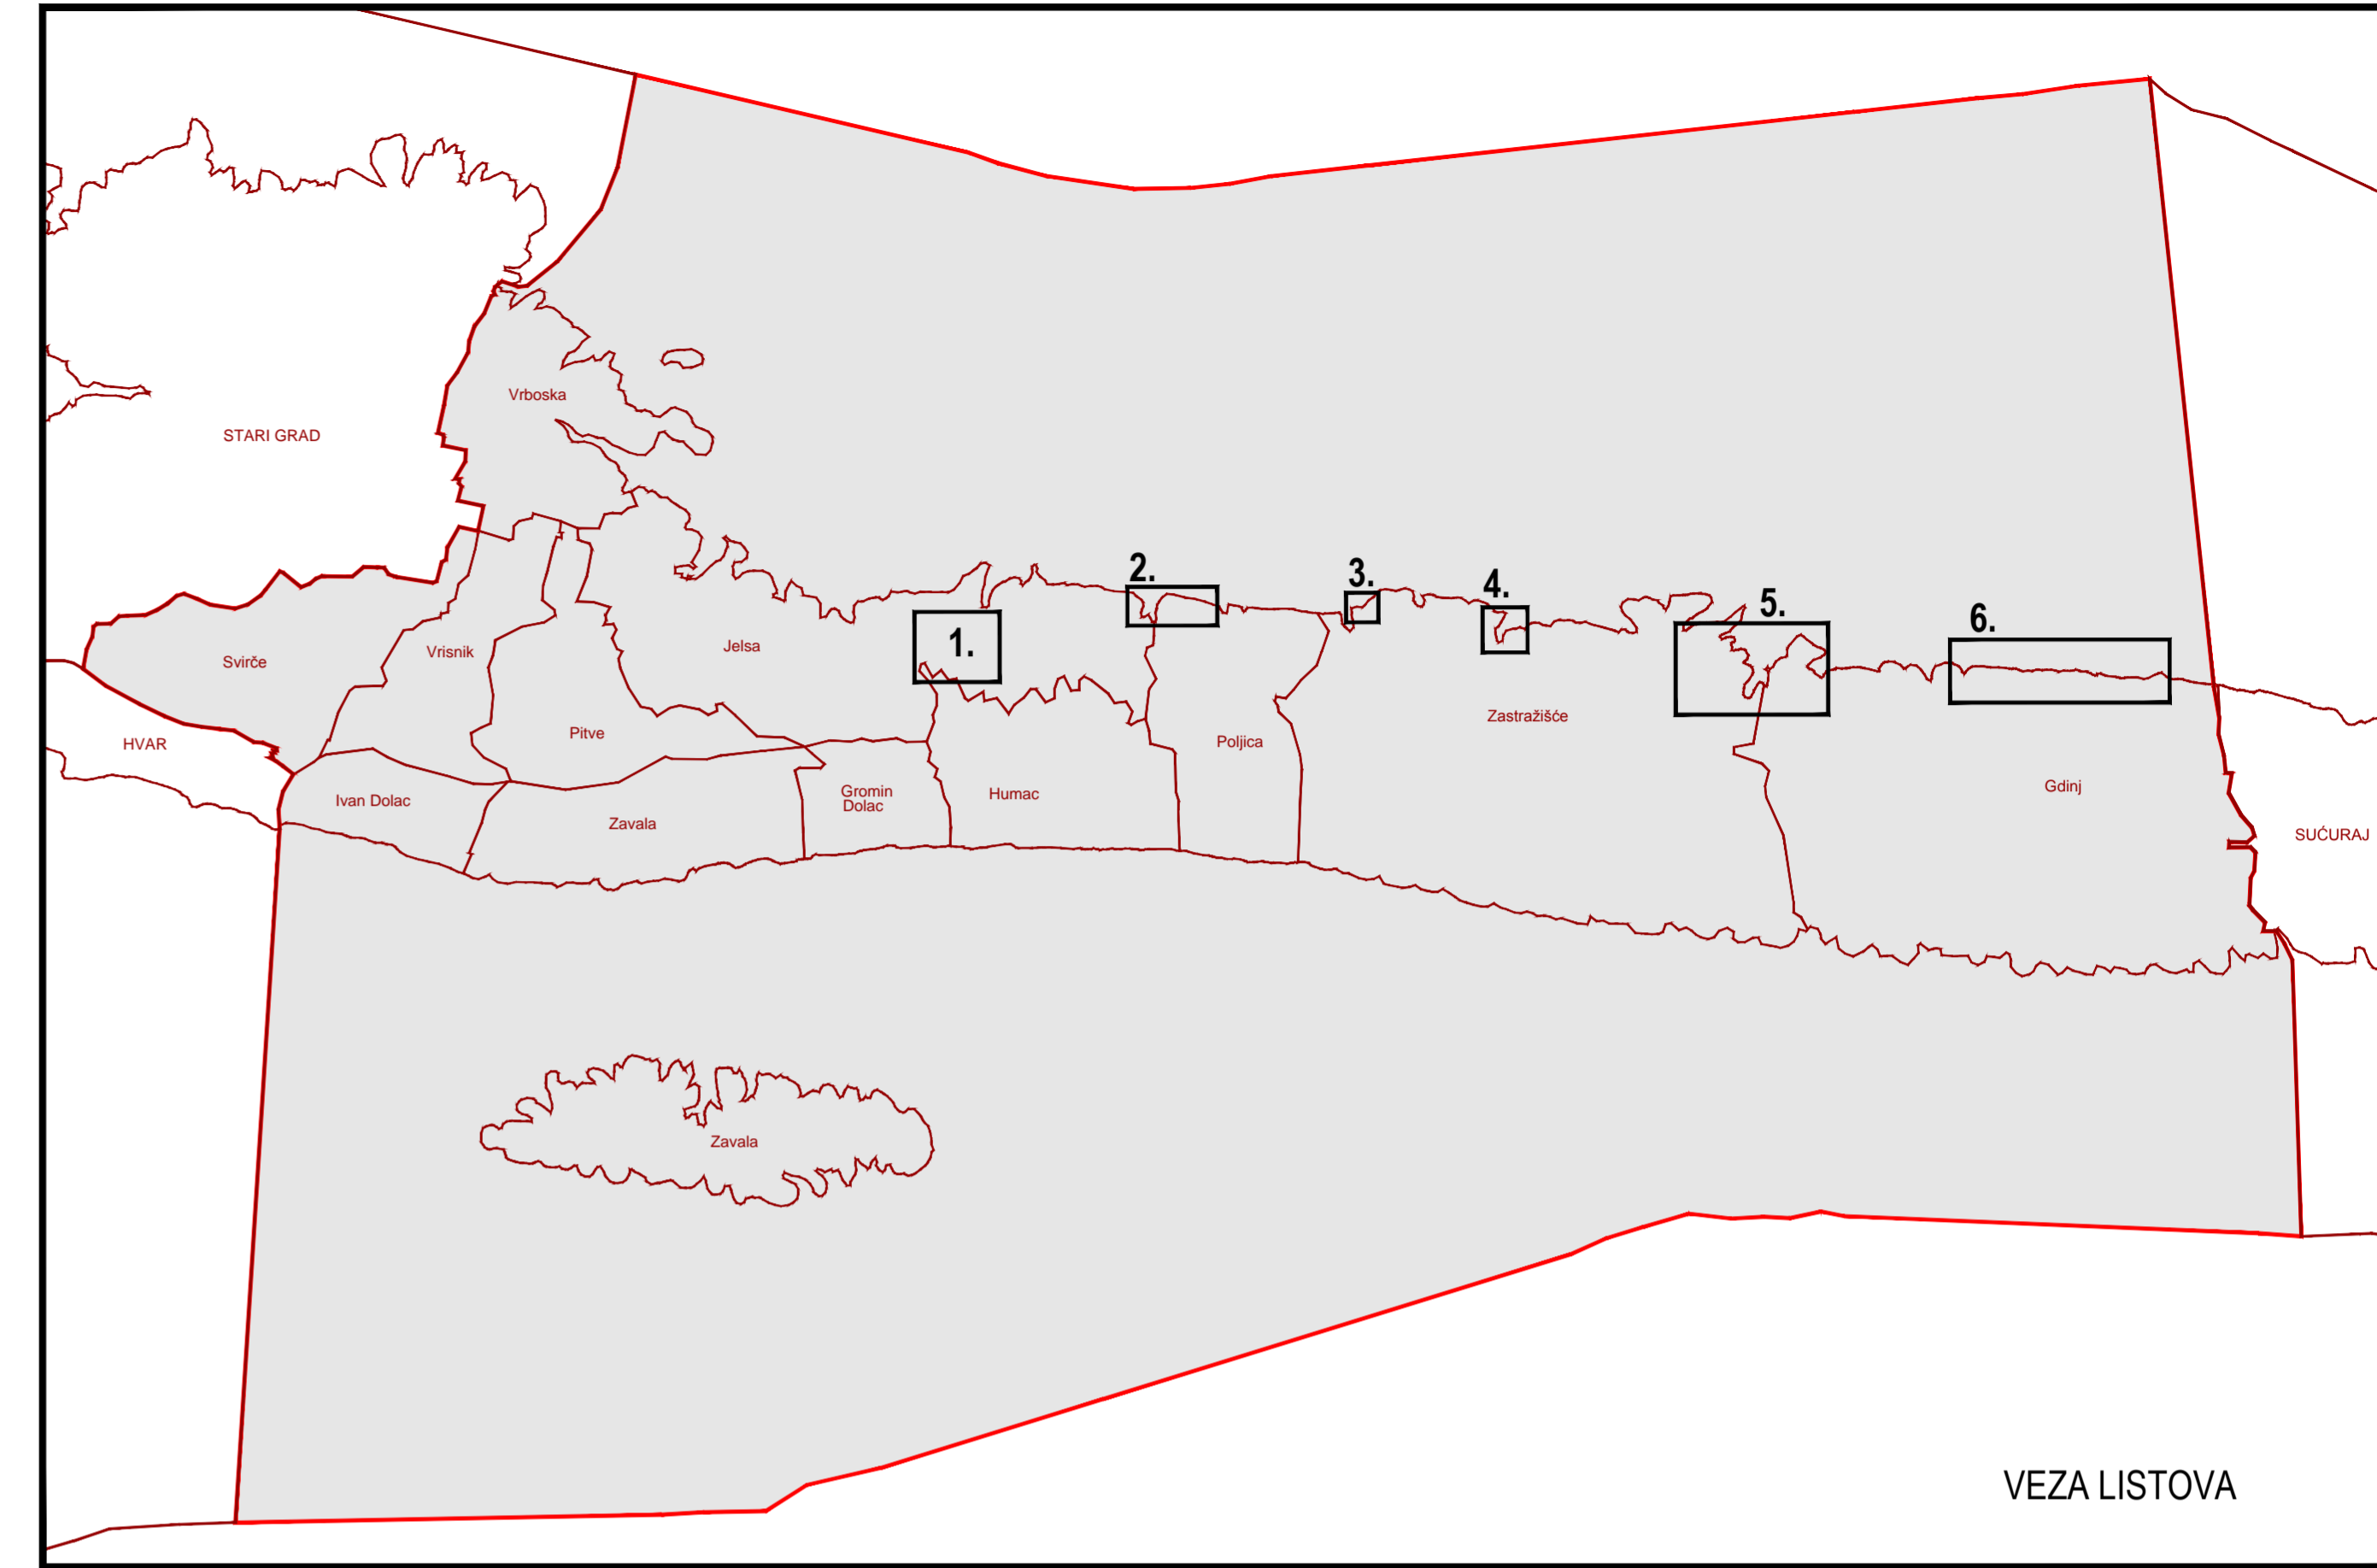 Vrboska
STARI GRAD
2.
3.
4.
5.
6.
1.
Jelsa
Vrisnik
Svirče
Zastražišće
Pitve
Poljica
HVAR
Gdinj
Gromin
Dolac
Humac
Ivan Dolac
Zavala
SUĆURAJ
Zavala
VEZA LISTOVA